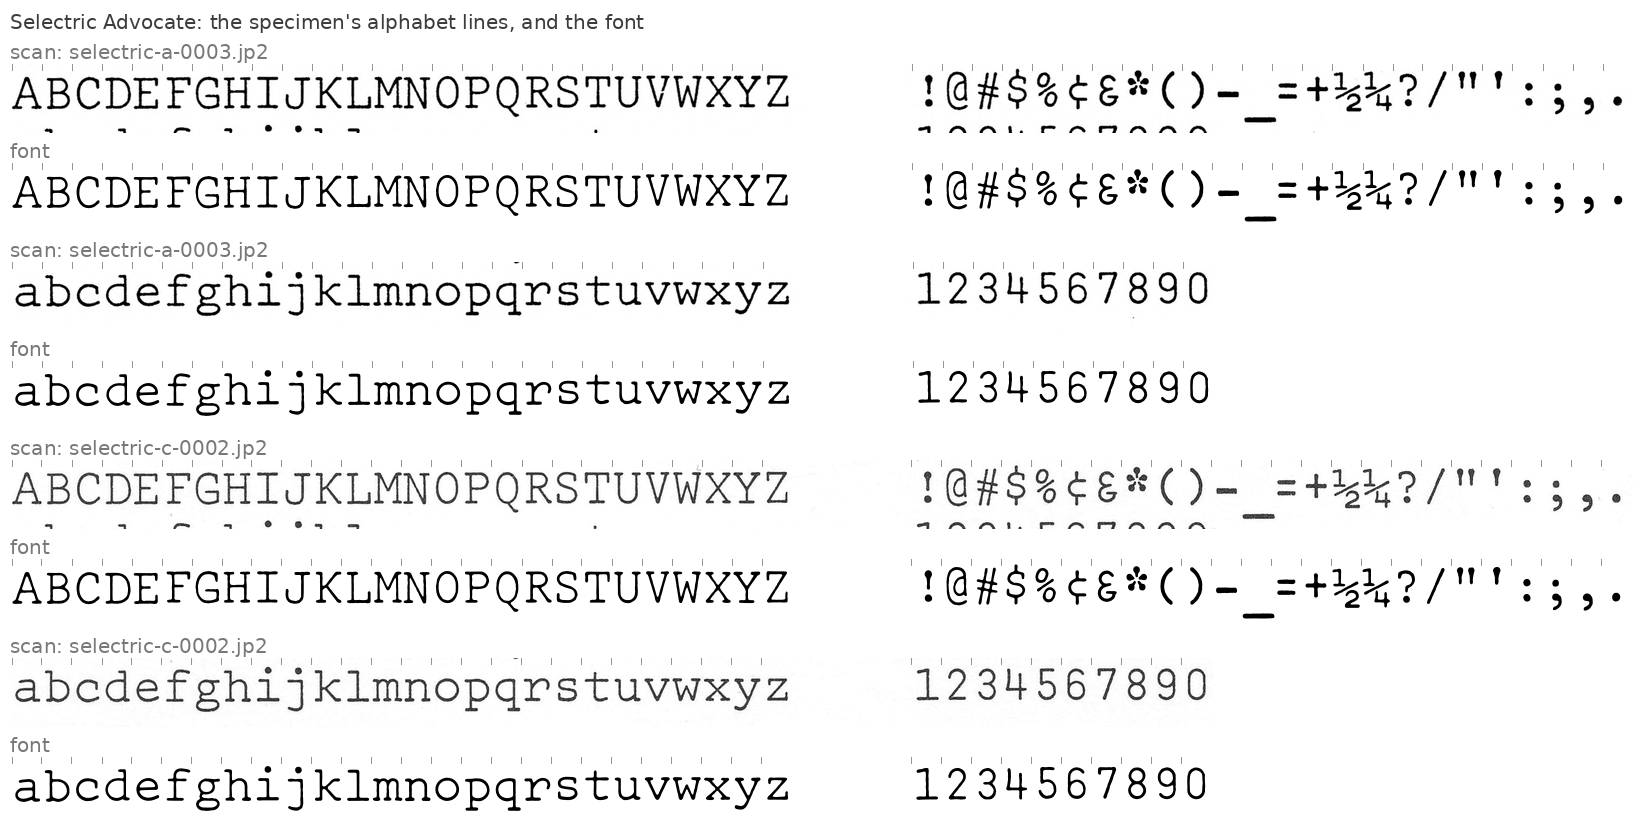 Selectric Advocate: the specimen's alphabet lines, and the font
scan: selectric-a-0003.jp2
ABCDEFGHIJKLMNOPQRSTUVWXYZ !@#$%¢&*()-_=+½¼?/"':;,.
font
ABCDEFGHIJKLMNOPQRSTUVWXYZ !@#$%¢&*()-_=+½¼?/"':;,.
scan: selectric-a-0003.jp2
abcdefghijklmnopqrstuvwxyz 1234567890
font
abcdefghijklmnopqrstuvwxyz 1234567890
scan: selectric-c-0002.jp2
ABCDEFGHIJKLMNOPQRSTUVWXYZ !@#$%¢&*()-_=+½¼?/"':;,.
font
ABCDEFGHIJKLMNOPQRSTUVWXYZ !@#$%¢&*()-_=+½¼?/"':;,.
scan: selectric-c-0002.jp2
abcdefghijklmnopqrstuvwxyz 1234567890
font
abcdefghijklmnopqrstuvwxyz 1234567890